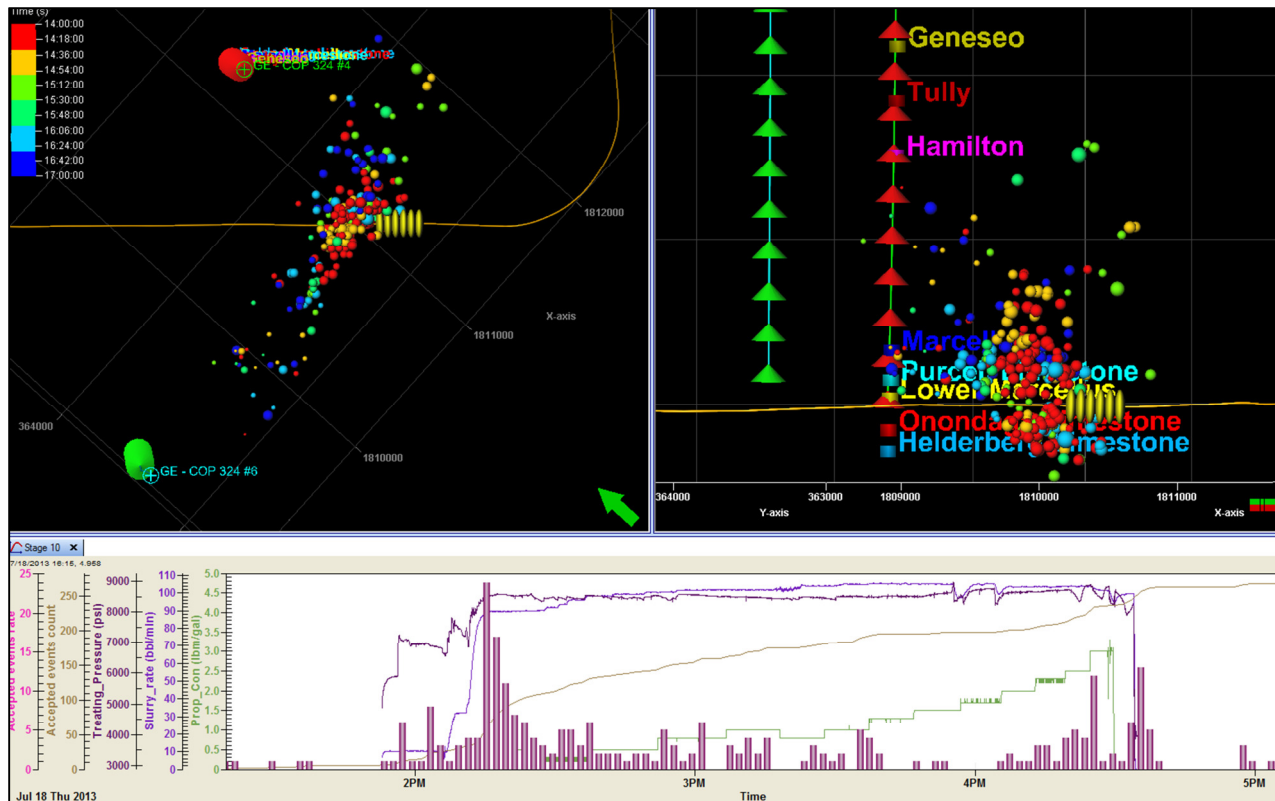 Time (s)
14:00:00
14:18:00
14:36:00
14:54:00
15:12:00
15:30:00
15:48:00
16:06:00
16:24:00
16:42:00
17:00:00
Geneseo
GE - COP 324 #4
1812000
X-axis
1811000
364000
1810000
GE - COP 324 #6
Geneseo
Tully
Hamilton
Marcell
Lower Marcellus
364000
363000
1809000
1810000
1811000
Y-axis
X-axis
Stage 10
7/18/2013 16:15, 4.958
Accepted events rate
25
20
15
10
5
0
Accepted events count
250
200
150
100
50
0
Treating_Pressure (psi)
9000
8000
7000
6000
5000
4000
3000
Slurry_rate (bbl/min)
110
100
90
80
70
60
50
40
30
20
10
0
Prop_Con (lbm/gal)
5.0
4.5
4.0
3.5
3.0
2.5
2.0
1.5
1.0
0.5
0.0
2PM
3PM
4PM
5PM
Jul 18 Thu 2013
Time